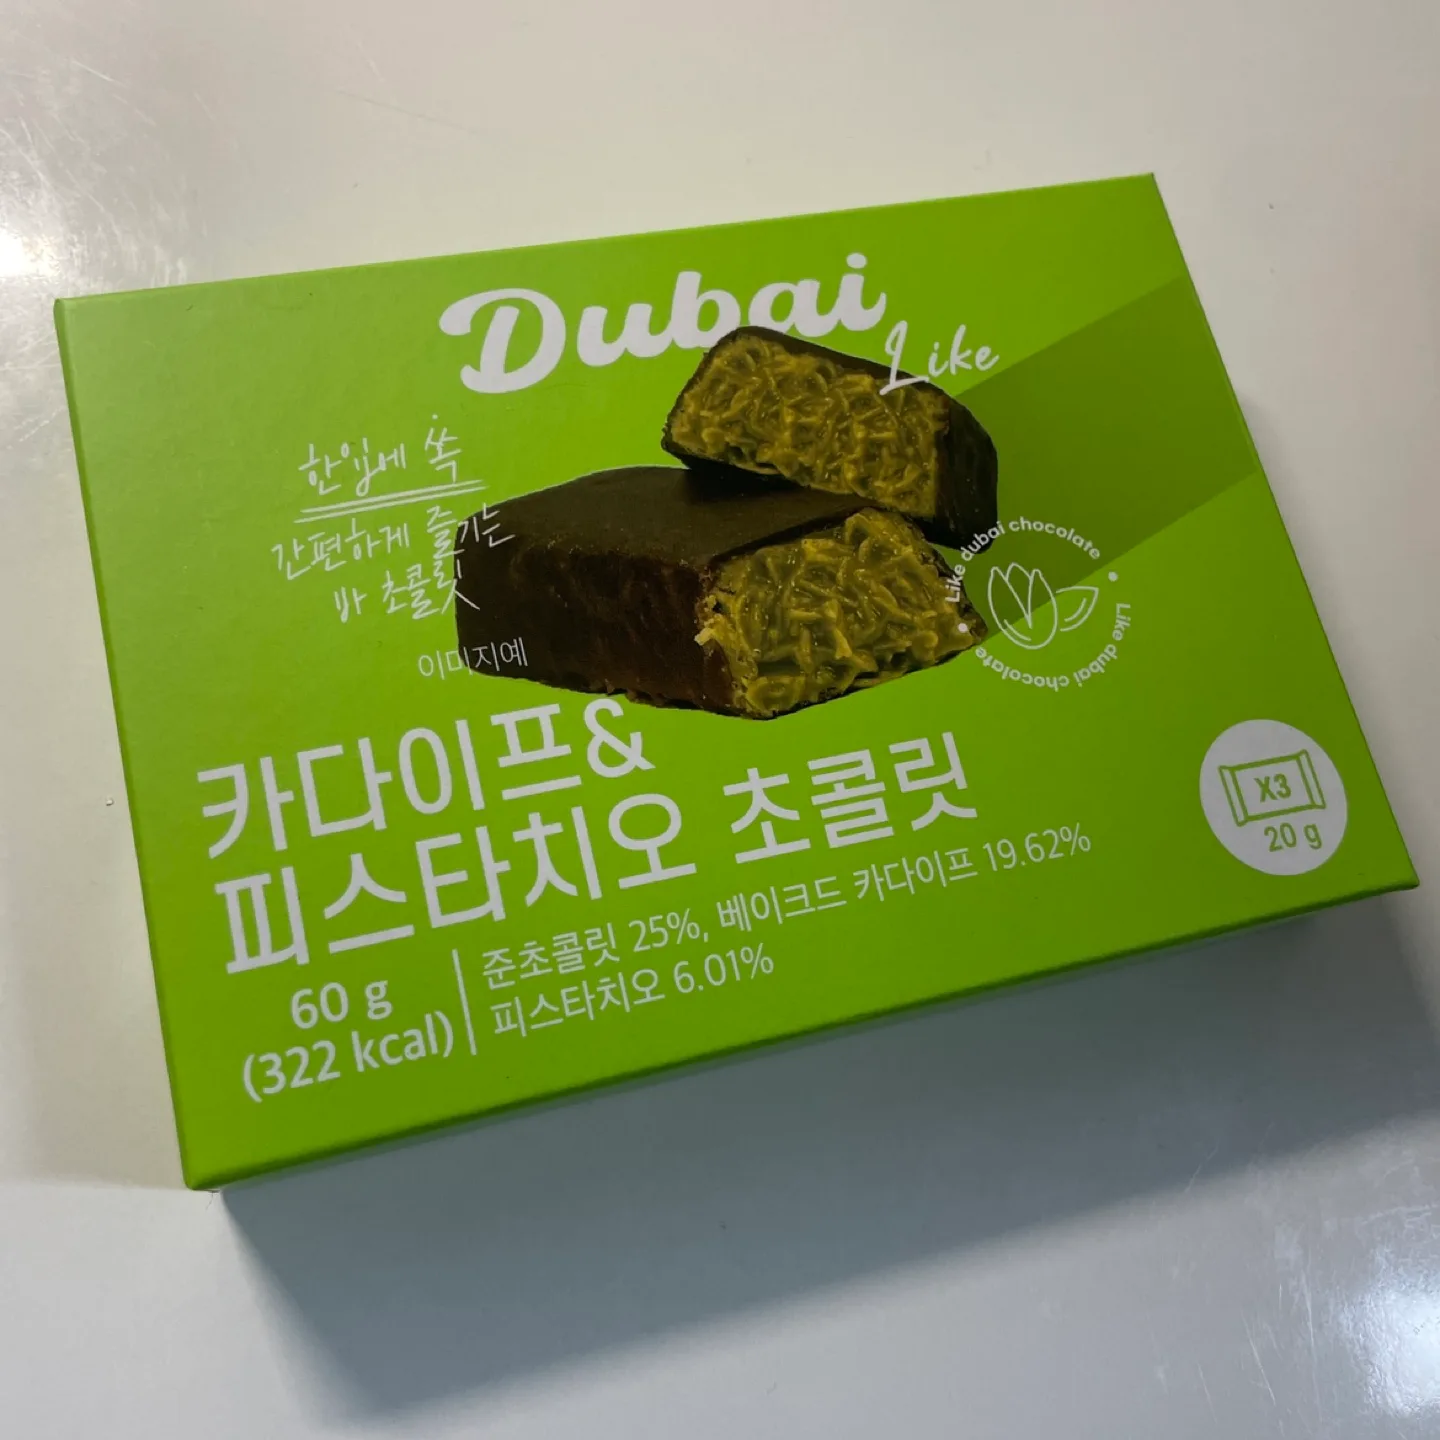 Dubai
Like
한입에 쏙
간편하게 즐기는
바 초콜릿
이미지예
Like dubai chocolate
Like dubai chocolate
카다이프&
피스타치오 초콜릿
X3
20 g
60 g
(322 kcal)
준초콜릿 25%, 베이크드 카다이프 19.62%
피스타치오 6.01%